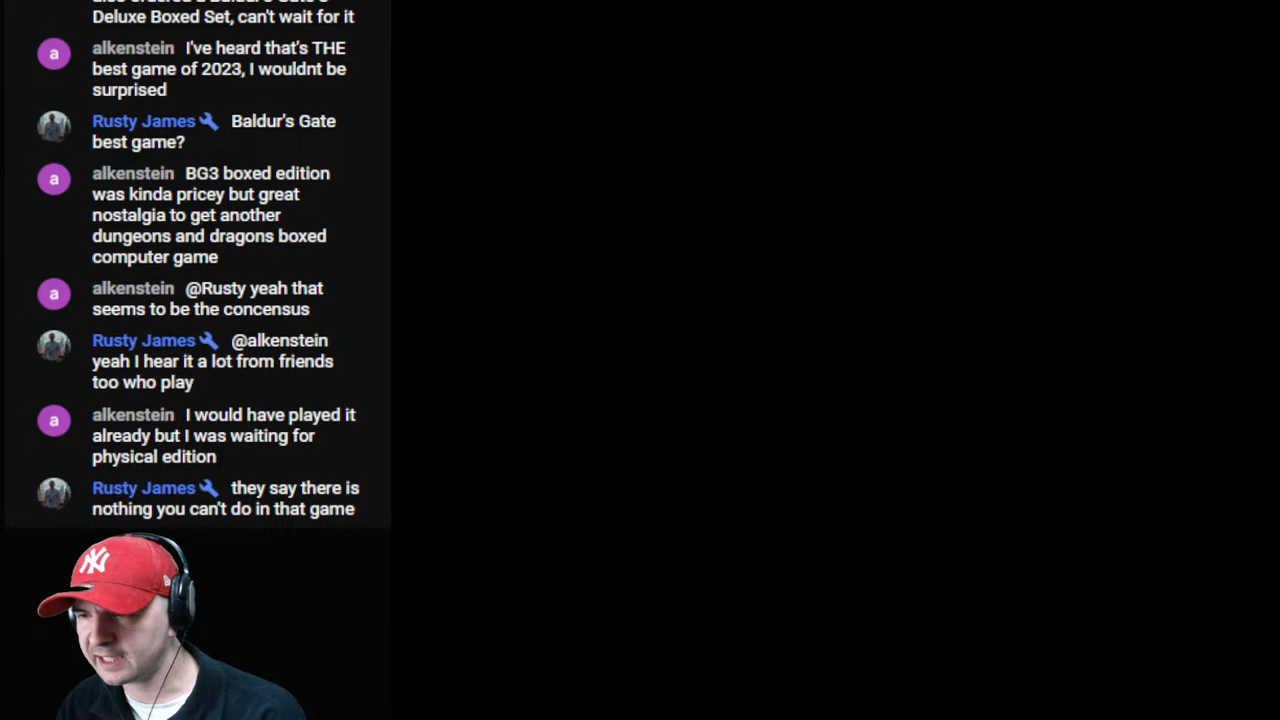 Deluxe Boxed Set, can't wait for it
alkenstein I've heard that's THE
best game of 2023, I wouldnt be
surprised
Rusty James Baldur's Gate
best game?
alkenstein BG3 boxed edition
was kinda pricey but great
nostalgia to get another
dungeons and dragons boxed
computer game
alkenstein @Rusty yeah that
seems to be the concensus
Rusty James @alkenstein
yeah I hear it a lot from friends
too who play
alkenstein I would have played it
already but I was waiting for
physical edition
Rusty James they say there is
nothing you can't do in that game
a
a
a
a
NY